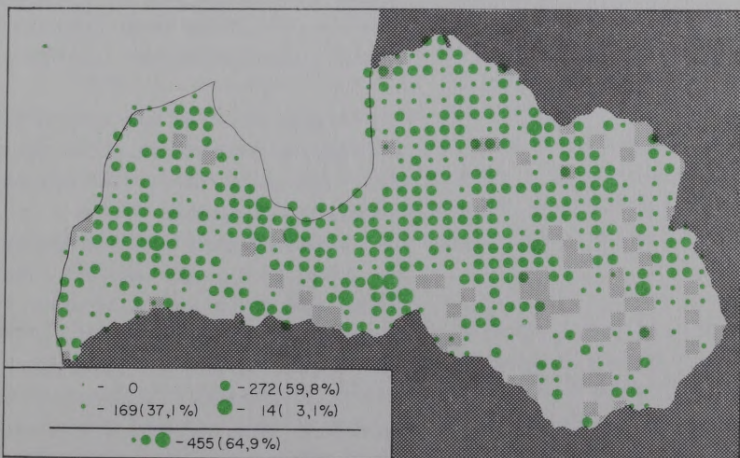 - 0 - 272(59,8%)
- 169(37,1%) - 14( 3,1%)
- 455(64,9%)